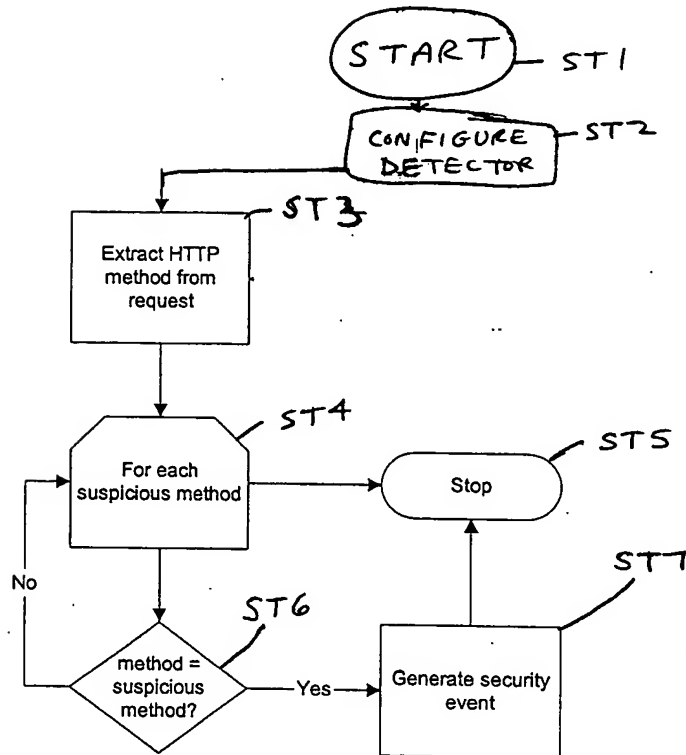 START
ST1
CONFIGURE
DETECTOR
ST2
ST3
Extract HTTP
method from
request
ST4
For each
suspicious method
ST5
Stop
No
ST6
method =
suspicious
method?
Yes
ST7
Generate security
event